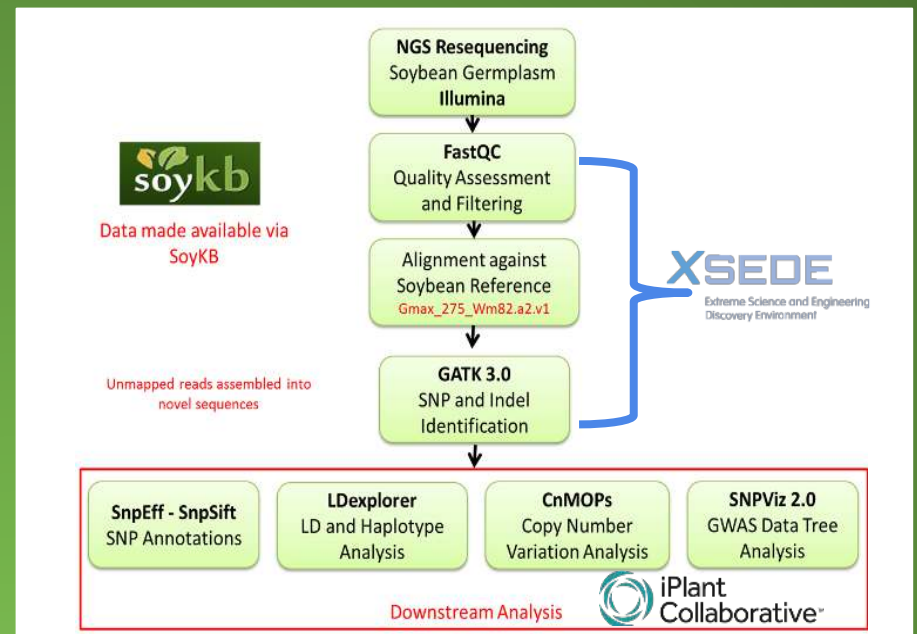 NGS Resequencing
Soybean Germplasm
Illumina
FastQC
Quality Assessment
and Filtering
soykb
Data made available via
SoyKB
Alignment against
Soybean Reference
Gmax_275_Wm82.a2.v1
XSEDE
Extreme Science and Engineering
Discovery Environment
Unmapped reads assembled into
novel sequences
GATK 3.0
SNP and Indel
Identification
SnpEff - SnpSift
SNP Annotations
LDexplorer
LD and Haplotype
Analysis
CnMOPs
Copy Number
Variation Analysis
SNPViz 2.0
GWAS Data Tree
Analysis
Downstream Analysis
iPlant
Collaborative